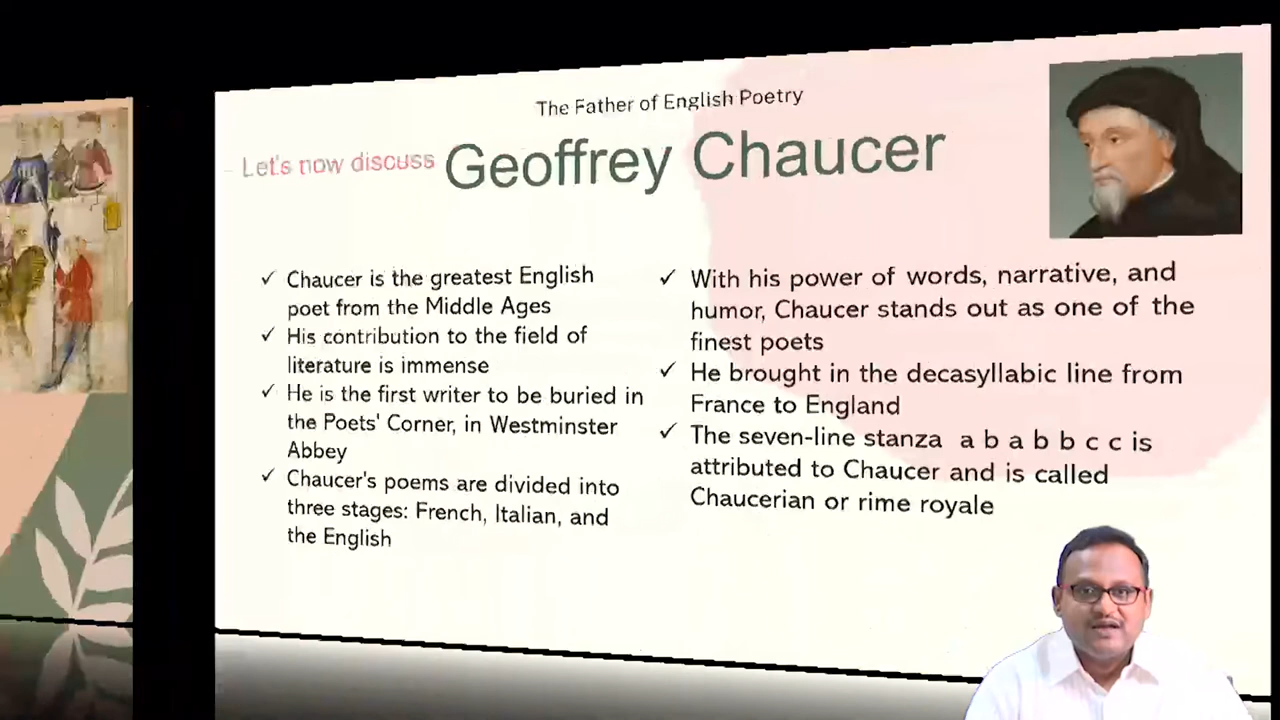 The Father of English Poetry
Let's now discuss Geoffrey Chaucer
✓ Chaucer is the greatest English
poet from the Middle Ages
✓ His contribution to the field of
literature is immense
✓ He is the first writer to be buried in
the Poets' Corner, in Westminster
Abbey
✓ Chaucer's poems are divided into
three stages: French, Italian, and
the English
✓ With his power of words, narrative, and
humor, Chaucer stands out as one of the
finest poets
✓ He brought in the decasyllabic line from
France to England
✓ The seven-line stanza a b a b b c c is
attributed to Chaucer and is called
Chaucerian or rime royale